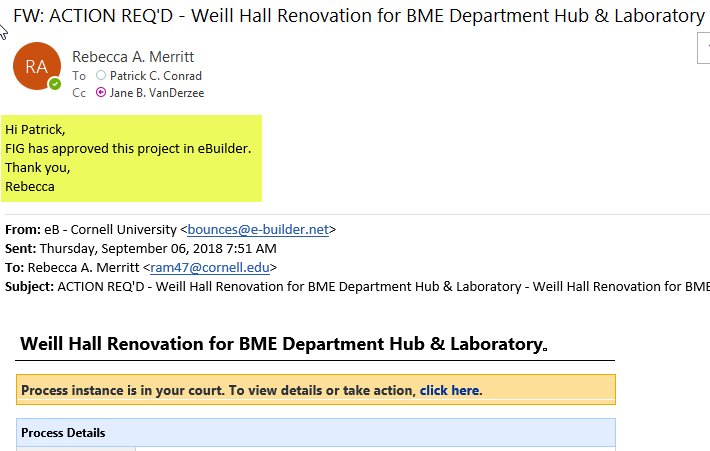 FW: ACTION REQ'D - Weill Hall Renovation for BME Department Hub & Laboratory
RA
Rebecca A. Merritt
To Patrick C. Conrad
Cc Jane B. VanDerzee
Hi Patrick,
FIG has approved this project in eBuilder.
Thank you,
Rebecca
From: eB - Cornell University <bounces@e-builder.net>
Sent: Thursday, September 06, 2018 7:51 AM
To: Rebecca A. Merritt <ram47@cornell.edu>
Subject: ACTION REQ'D - Weill Hall Renovation for BME Department Hub & Laboratory - Weill Hall Renovation for BME
Weill Hall Renovation for BME Department Hub & Laboratory.
Process instance is in your court. To view details or take action, click here.
Process Details